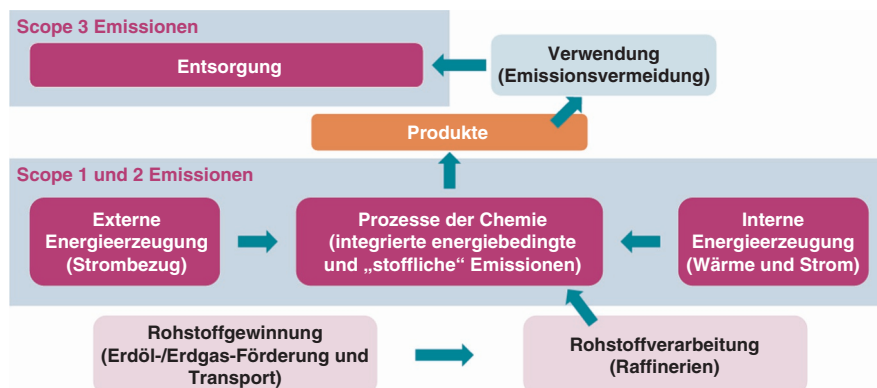 Scope 3 Emissionen
Entsorgung
Verwendung
(Emissionsvermeidung)
Produkte
Scope 1 und 2 Emissionen
Externe
Energieerzeugung
(Strombezug)
Prozesse der Chemie
(integrierte energiebedingte
und „stoffliche“ Emissionen)
Interne
Energieerzeugung
(Wärme und Strom)
Rohstoffgewinnung
(Erdöl-/Erdgas-Förderung und
Transport)
Rohstoffverarbeitung
(Raffinerien)